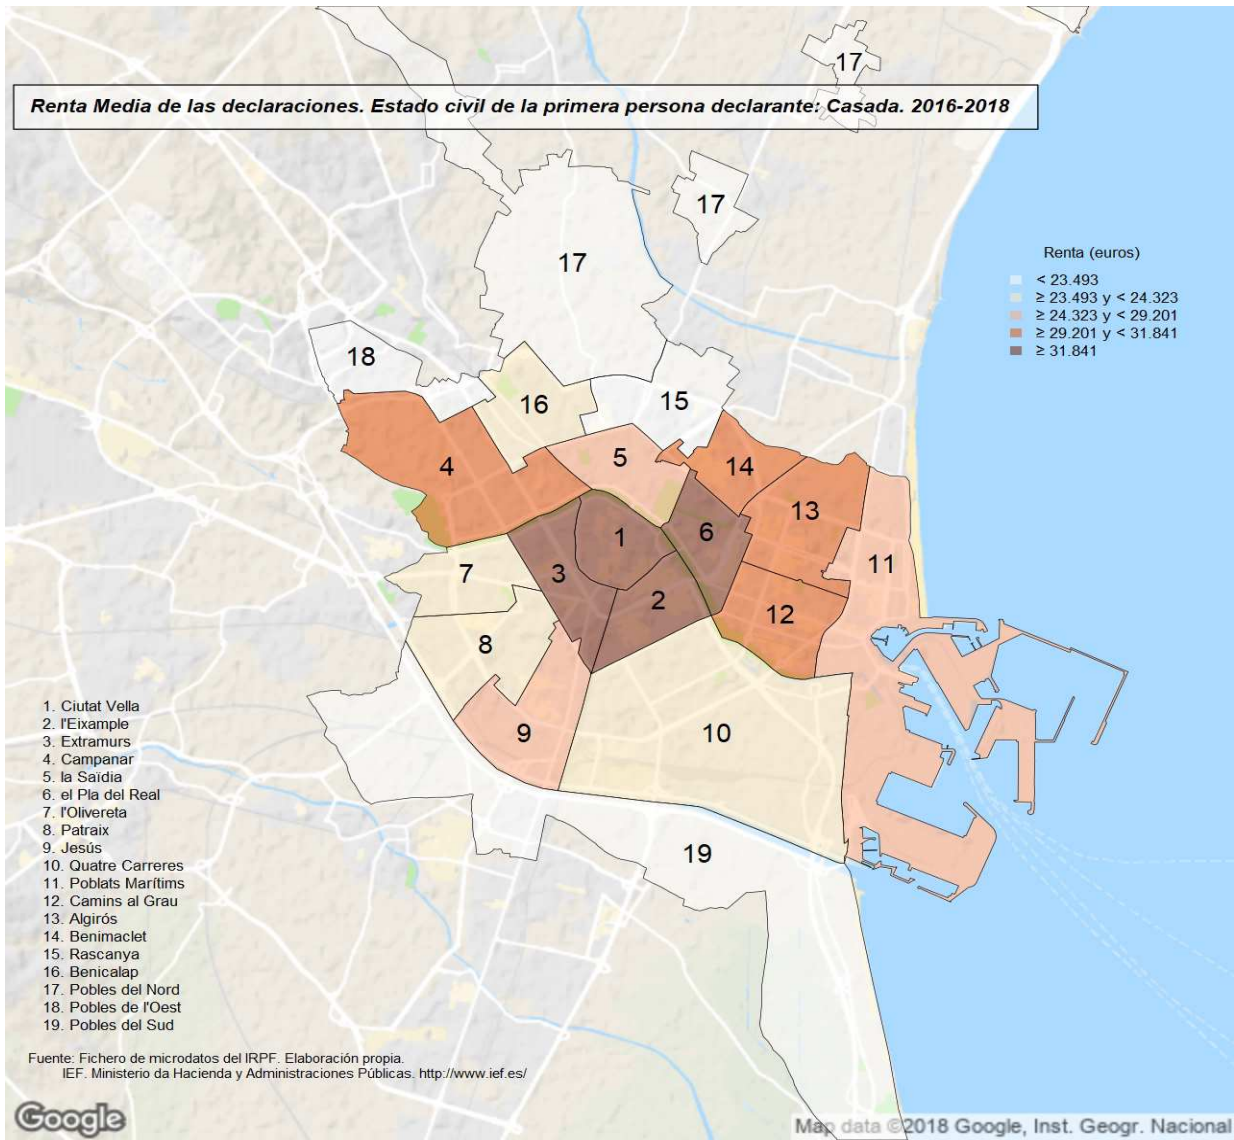 17
Renta Media de las declaraciones. Estado civil de la primera persona declarante: Casada. 2016-2018
17
17
Renta (euros)
< 23.493
≥ 23.493 y < 24.323
≥ 24.323 y < 29.201
≥ 29.201 y < 31.841
≥ 31.841
18
16
15
5
4
14
13
6
1
11
7
3
2
12
8
10
9
19
1. Ciutat Vella
2. l'Eixample
3. Extramurs
4. Campanar
5. la Saïdia
6. el Pla del Real
7. l'Olivereta
8. Patraix
9. Jesús
10. Quatre Carreres
11. Poblats Marítims
12. Camins al Grau
13. Algirós
14. Benimaclet
15. Rascanya
16. Benicalap
17. Pobles del Nord
18. Pobles de l'Oest
19. Pobles del Sud
Fuente: Fichero de microdatos del IRPF. Elaboración propia.
IEF. Ministerio da Hacienda y Administraciones Públicas. http://www.ief.es/
Google
Map data ©2018 Google, Inst. Geogr. Nacional